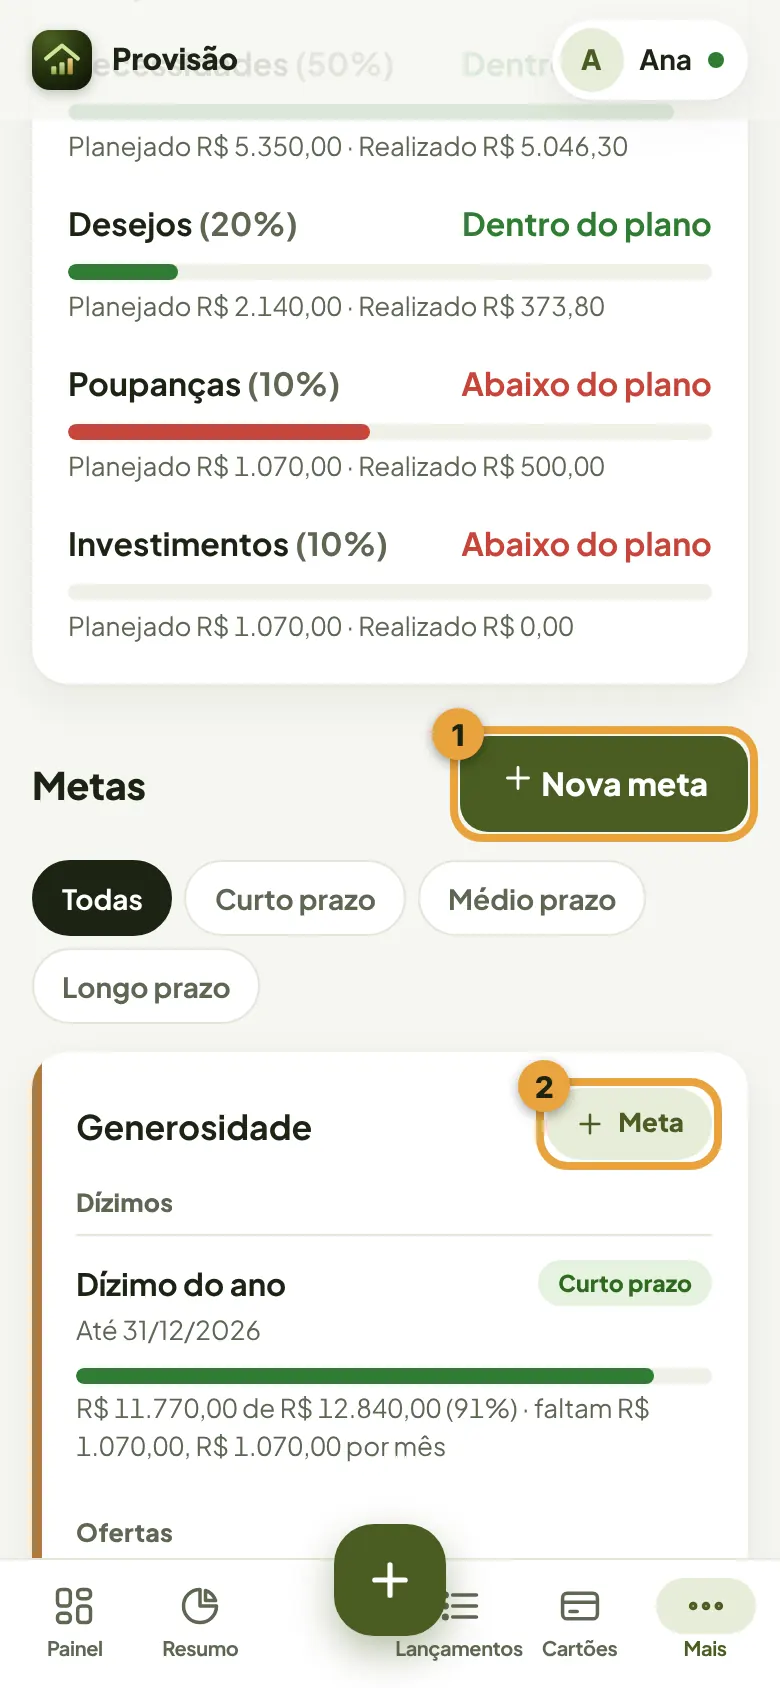 Provisão
Necessidades (50%) Dentro
A Ana
Planejado R$ 5.350,00 · Realizado R$ 5.046,30
Desejos (20%) Dentro do plano
Planejado R$ 2.140,00 · Realizado R$ 373,80
Poupanças (10%) Abaixo do plano
Planejado R$ 1.070,00 · Realizado R$ 500,00
Investimentos (10%) Abaixo do plano
Planejado R$ 1.070,00 · Realizado R$ 0,00
1
Metas + Nova meta
Todas Curto prazo Médio prazo
Longo prazo
2
Generosidade + Meta
Dízimos
Dízimo do ano Curto prazo
Até 31/12/2026
R$ 11.770,00 de R$ 12.840,00 (91%) · faltam R$
1.070,00, R$ 1.070,00 por mês
Ofertas
+
Painel Resumo Lançamentos Cartões Mais